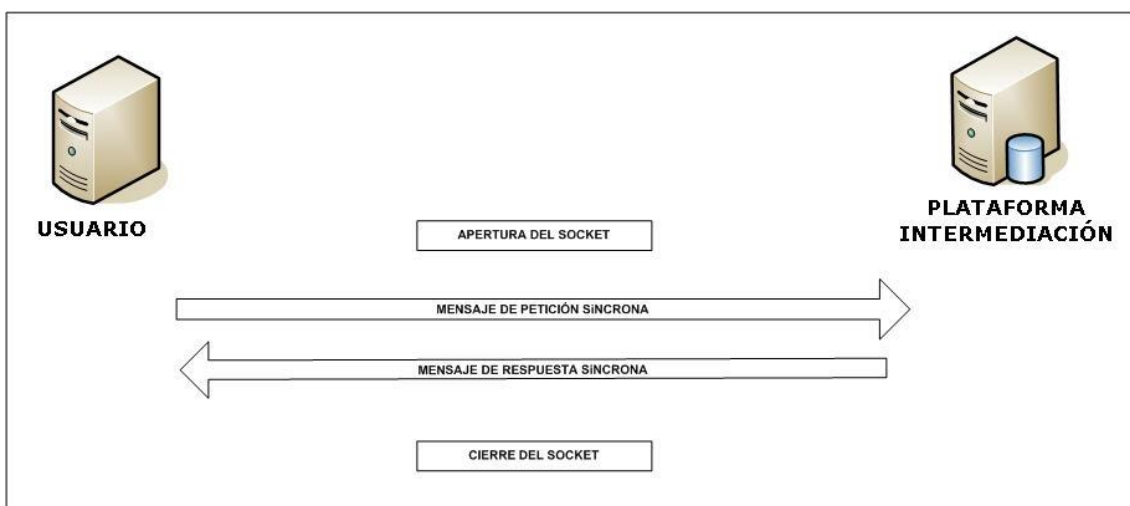 USUARIO
PLATAFORMA
INTERMEDIACIÓN
APERTURA DEL SOCKET
MENSAJE DE PETICIÓN SíNCRONA
MENSAJE DE RESPUESTA SíNCRONA
CIERRE DEL SOCKET